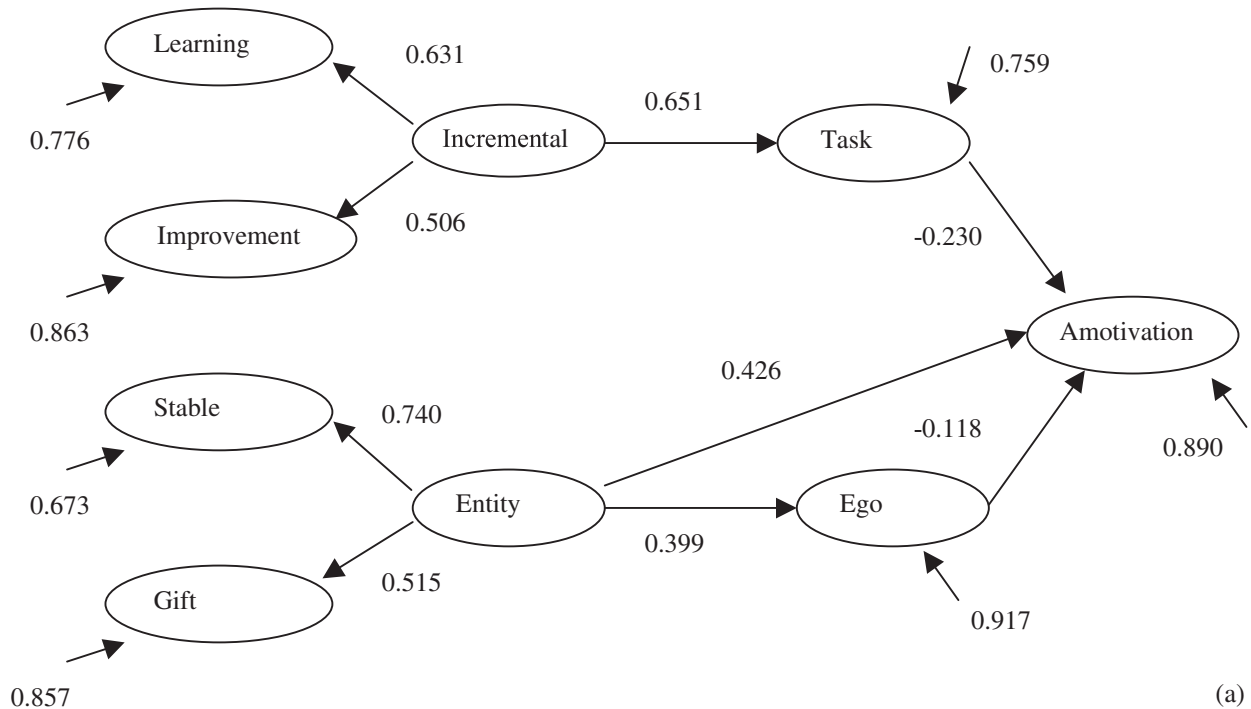 Learning
0.631
0.759
0.776
0.651
Incremental
Task
Improvement
0.506
-0.230
0.863
Amotivation
0.426
Stable
0.740
-0.118
0.890
0.673
Entity
Ego
0.399
0.515
Gift
0.917
0.857
(a)